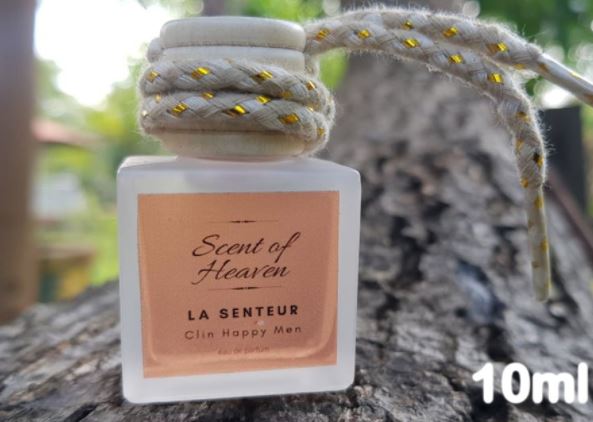 Scent of
Heaven
LA SENTEUR
Clin Happy Men
eau de parfum
10ml